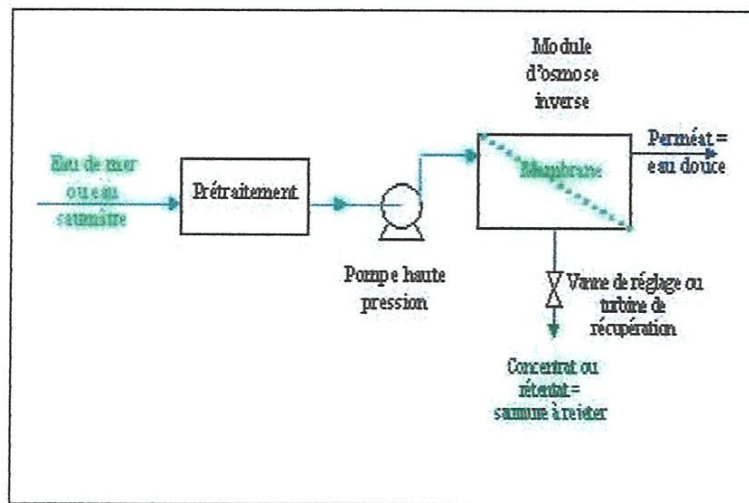 Module
d'osmose
inverse
Eau de mer
ou eau
saumâtre
Prétraitement
Membrane
Perméat =
eau douce
Pompe haute
pression
Vanne de réglage ou
turbine de
récupération
Concentrat ou
rétentat =
saumure à rejeter